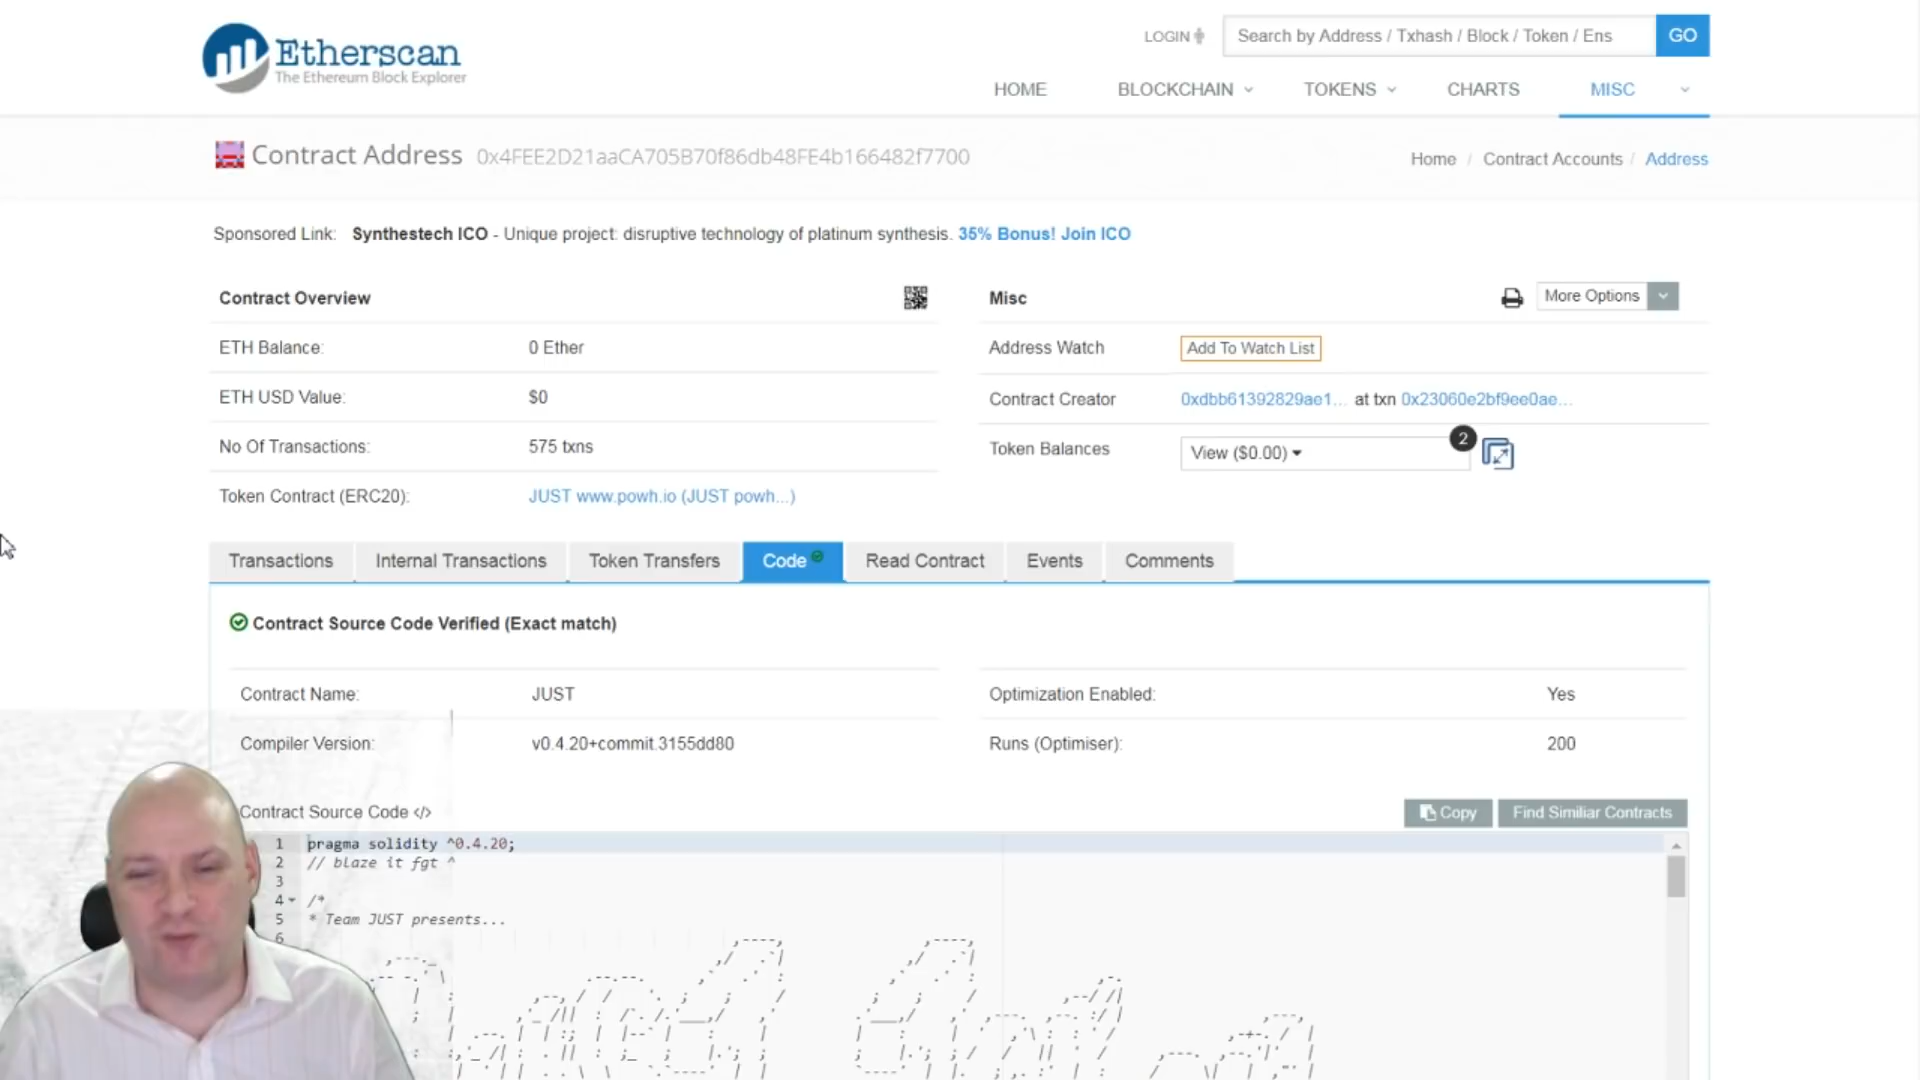 Etherscan
The Ethereum Block Explorer
LOGIN
Search by Address / Txhash / Block / Token / Ens
GO
HOME
BLOCKCHAIN
TOKENS
CHARTS
MISC
Contract Address 0x4FEE2D21aaCA705B70f86db48FE4b166482f7700
Home / Contract Accounts / Address
Sponsored Link: Synthestech ICO - Unique project: disruptive technology of platinum synthesis. 35% Bonus! Join ICO
Contract Overview
ETH Balance: 0 Ether
ETH USD Value: $0
No Of Transactions: 575 txns
Token Contract (ERC20): JUST www.powh.io (JUST powh...)
Misc
More Options
Address Watch Add To Watch List
Contract Creator 0xdbb61392829ae1... at txn 0x23060e2bf9ee0ae...
Token Balances View ($0.00) 2
Transactions
Internal Transactions
Token Transfers
Code
Read Contract
Events
Comments
Contract Source Code Verified (Exact match)
Contract Name: JUST
Compiler Version: v0.4.20+commit.3155dd80
Optimization Enabled: Yes
Runs (Optimiser): 200
Contract Source Code </>
Copy
Find Similiar Contracts
1 pragma solidity ^0.4.20;
2 // blaze it fgt ^
3
4 /*
5 * Team JUST presents...
6